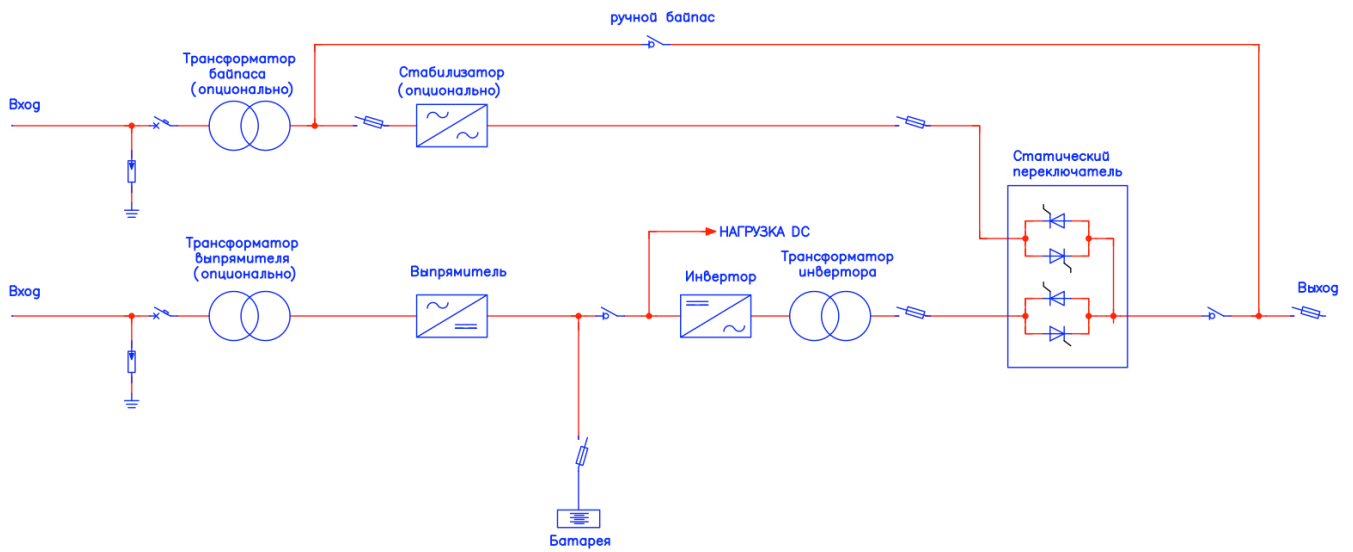 ручной байпас
Трансформатор
байпаса
(опционально)
Стабилизатор
(опционально)
Вход
Статический
переключатель
НАГРУЗКА DC
Трансформатор
выпрямителя
(опционально)
Трансформатор
инвертора
Выпрямитель
Инвертор
Вход
Выход
Батарея